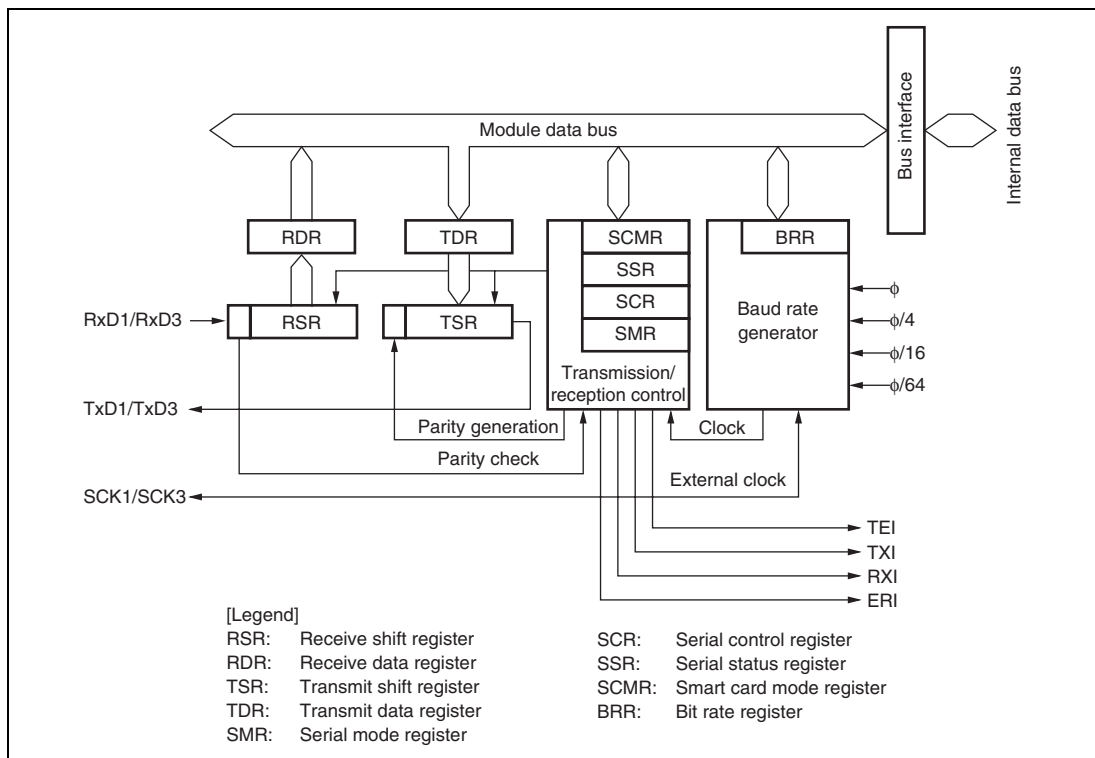 Module data bus
Bus interface
Internal data bus
RDR
TDR
SCMR
BRR
SSR
SCR
SMR
RSR
TSR
Baud rate
generator
ϕ
ϕ/4
ϕ/16
ϕ/64
RxD1/RxD3
Transmission/
reception control
TxD1/TxD3
Parity generation
Clock
Parity check
External clock
SCK1/SCK3
TEI
TXI
RXI
ERI
[Legend]
RSR: Receive shift register
RDR: Receive data register
TSR: Transmit shift register
TDR: Transmit data register
SMR: Serial mode register
SCR: Serial control register
SSR: Serial status register
SCMR: Smart card mode register
BRR: Bit rate register